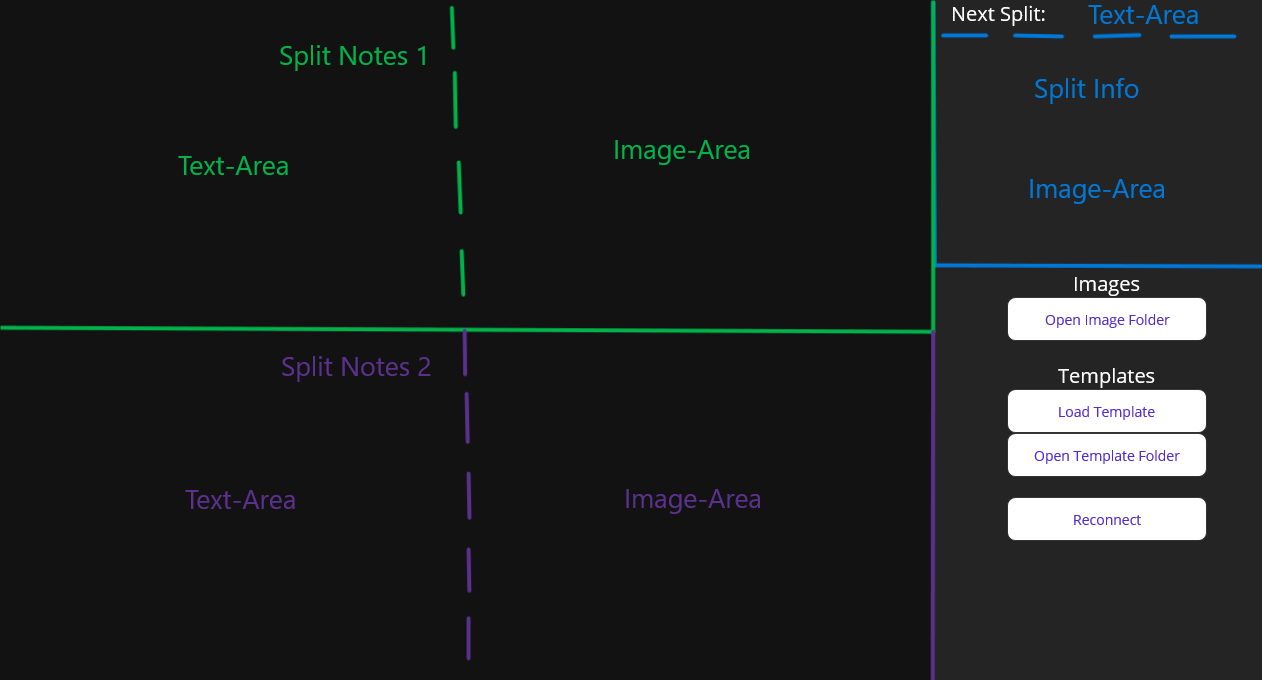 Split Notes 1
Text-Area
Image-Area
Split Notes 2
Text-Area
Image-Area
Next Split: Text-Area
Split Info
Image-Area
Images
Open Image Folder
Templates
Load Template
Open Template Folder
Reconnect